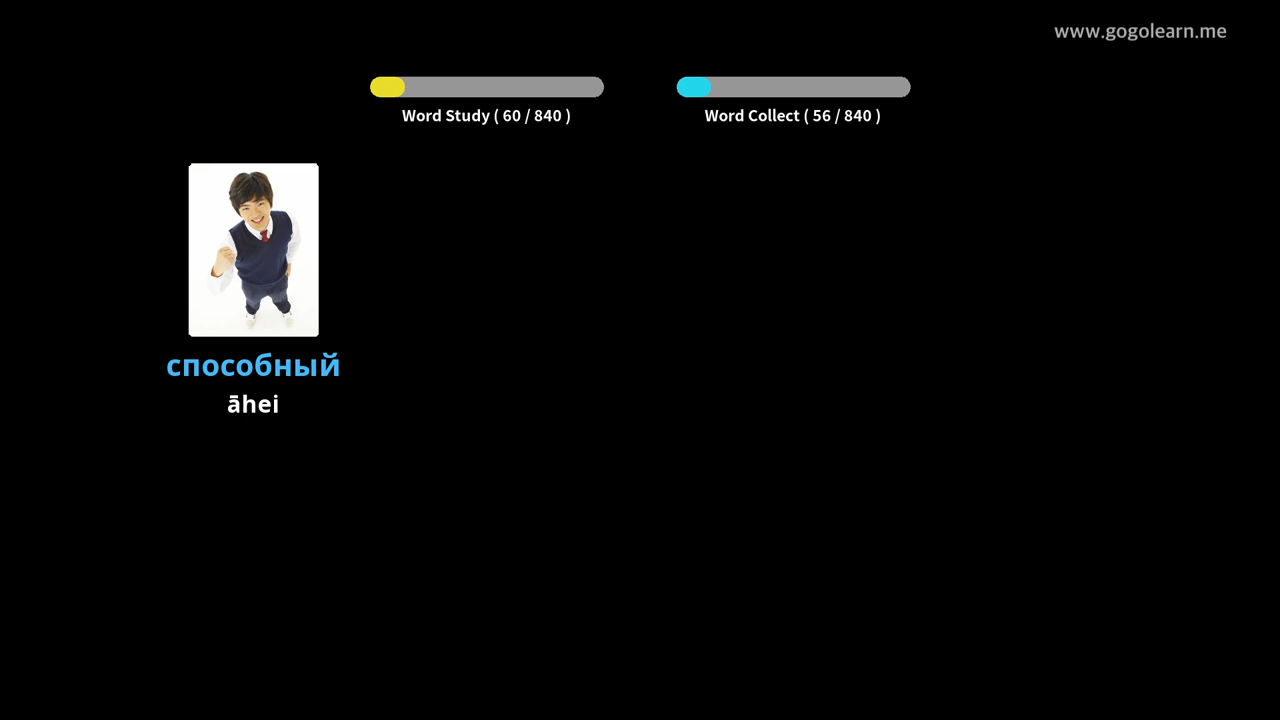 www.gogolearn.me
Word Study ( 60 / 840 )
Word Collect ( 56 / 840 )
способный
āhei